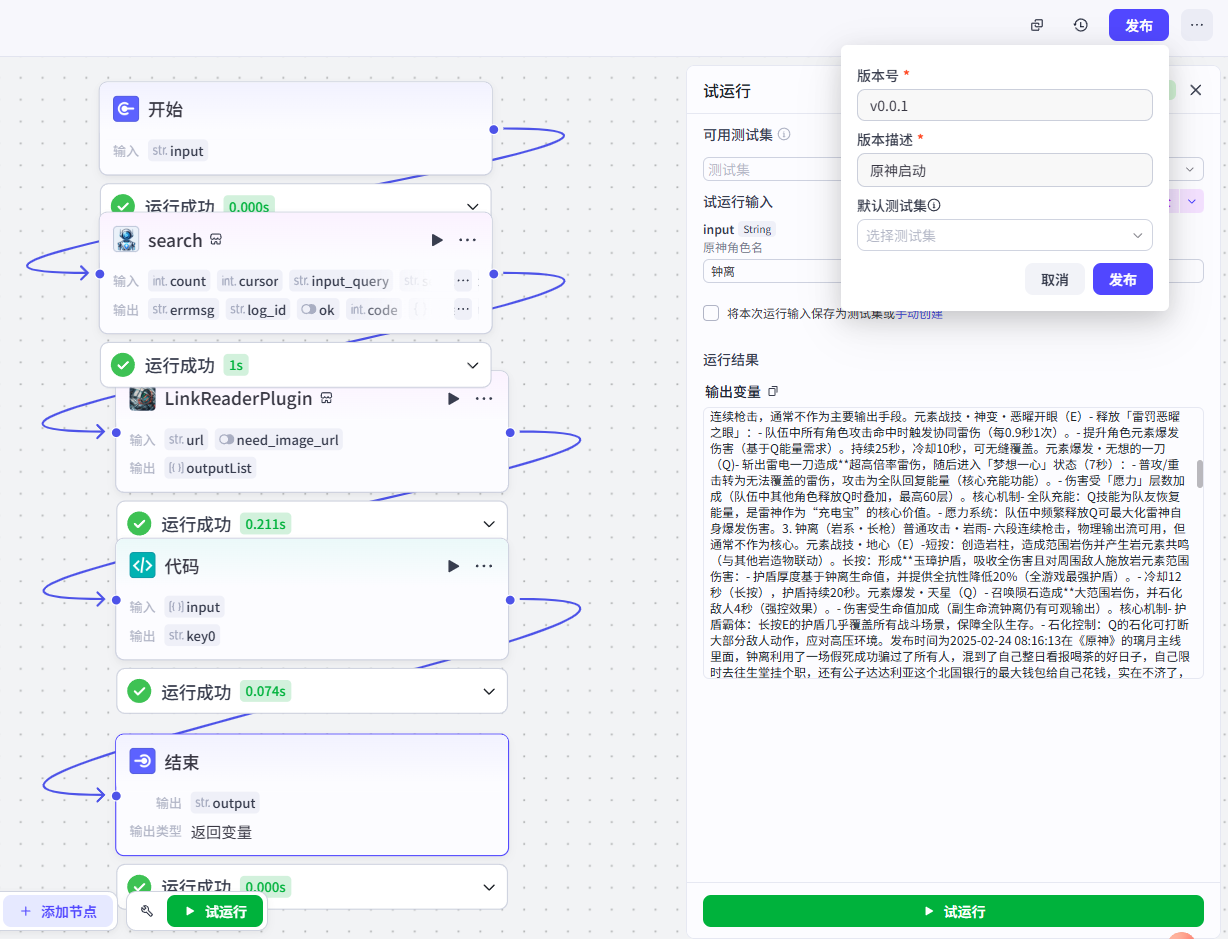 发布
开始
输入 str. input
运行成功 0.000s
search
输入 int. count int. cursor str. input_query str. s ...
输出 str. errmsg str. log_id ok int. code ...
运行成功 1s
LinkReaderPlugin
输入 str. url need_image_url
输出 [()] outputList
运行成功 0.211s
代码
输入 [()] input
输出 str. key0
运行成功 0.074s
结束
输出 str. output
输出类型 返回变量
运行成功 0.000s
+ 添加节点
试运行
版本号 *
v0.0.1
版本描述 *
原神启动
默认测试集
选择测试集
取消 发布
试运行
可用测试集
测试集
试运行输入
input String
原神角色名
钟离
将本次运行输入保存为测试集或手动创建
运行结果
输出变量
连续枪击，通常不作为主要输出手段。元素战技・神变・恶曜开眼（E）- 释放「雷罚恶曜
之眼」：- 队伍中所有角色攻击命中时触发协同雷伤（每0.9秒1次）。- 提升角色元素爆发
伤害（基于Q能量需求）。持续25秒，冷却10秒，可无缝覆盖。元素爆发・无想的一刀
（Q)- 斩出雷电一刀造成**超高倍率雷伤，随后进入「梦想一心」状态（7秒）：- 普攻/重
击转为无法覆盖的雷伤，攻击为全队回复能量（核心充能功能）。- 伤害受「愿力」层数加
成（队伍中其他角色释放Q时叠加，最高60层）。核心机制- 全队充能：Q技能为队友恢复
能量，是雷神作为“充电宝”的核心价值。- 愿力系统：队伍中频繁释放Q可最大化雷神自
身爆发伤害。3. 钟离（岩系・长枪）普通攻击・岩雨- 六段连续枪击，物理输出流可用，但
通常不作为核心。元素战技・地心（E）-短按：创造岩柱，造成范围岩伤并产生岩元素共鸣
（与其他岩造物联动）。长按：形成**玉璋护盾，吸收全伤害且对周围敌人施放岩元素范围
伤害：- 护盾厚度基于钟离生命值，并提供全抗性降低20%（全游戏最强护盾）。- 冷却12
秒（长按），护盾持续20秒。元素爆发・天星（Q）- 召唤陨石造成**大范围岩伤，并石化
敌人4秒（强控效果）。- 伤害受生命值加成（副生命流钟离仍有可观输出）。核心机制- 护
盾霸体：长按E的护盾几乎覆盖所有战斗场景，保障全队生存。- 石化控制：Q的石化可打断
大部分敌人动作，应对高压环境。发布时间为2025-02-24 08:16:13在《原神》的璃月主线
里面，钟离利用了一场假死成功骗过了所有人，混到了自己整日看报喝茶的好日子，自己限
时去往生堂挂个职，还有公子达达利亚这个北国银行的最大钱包给自己花钱，实在不济了，
试运行